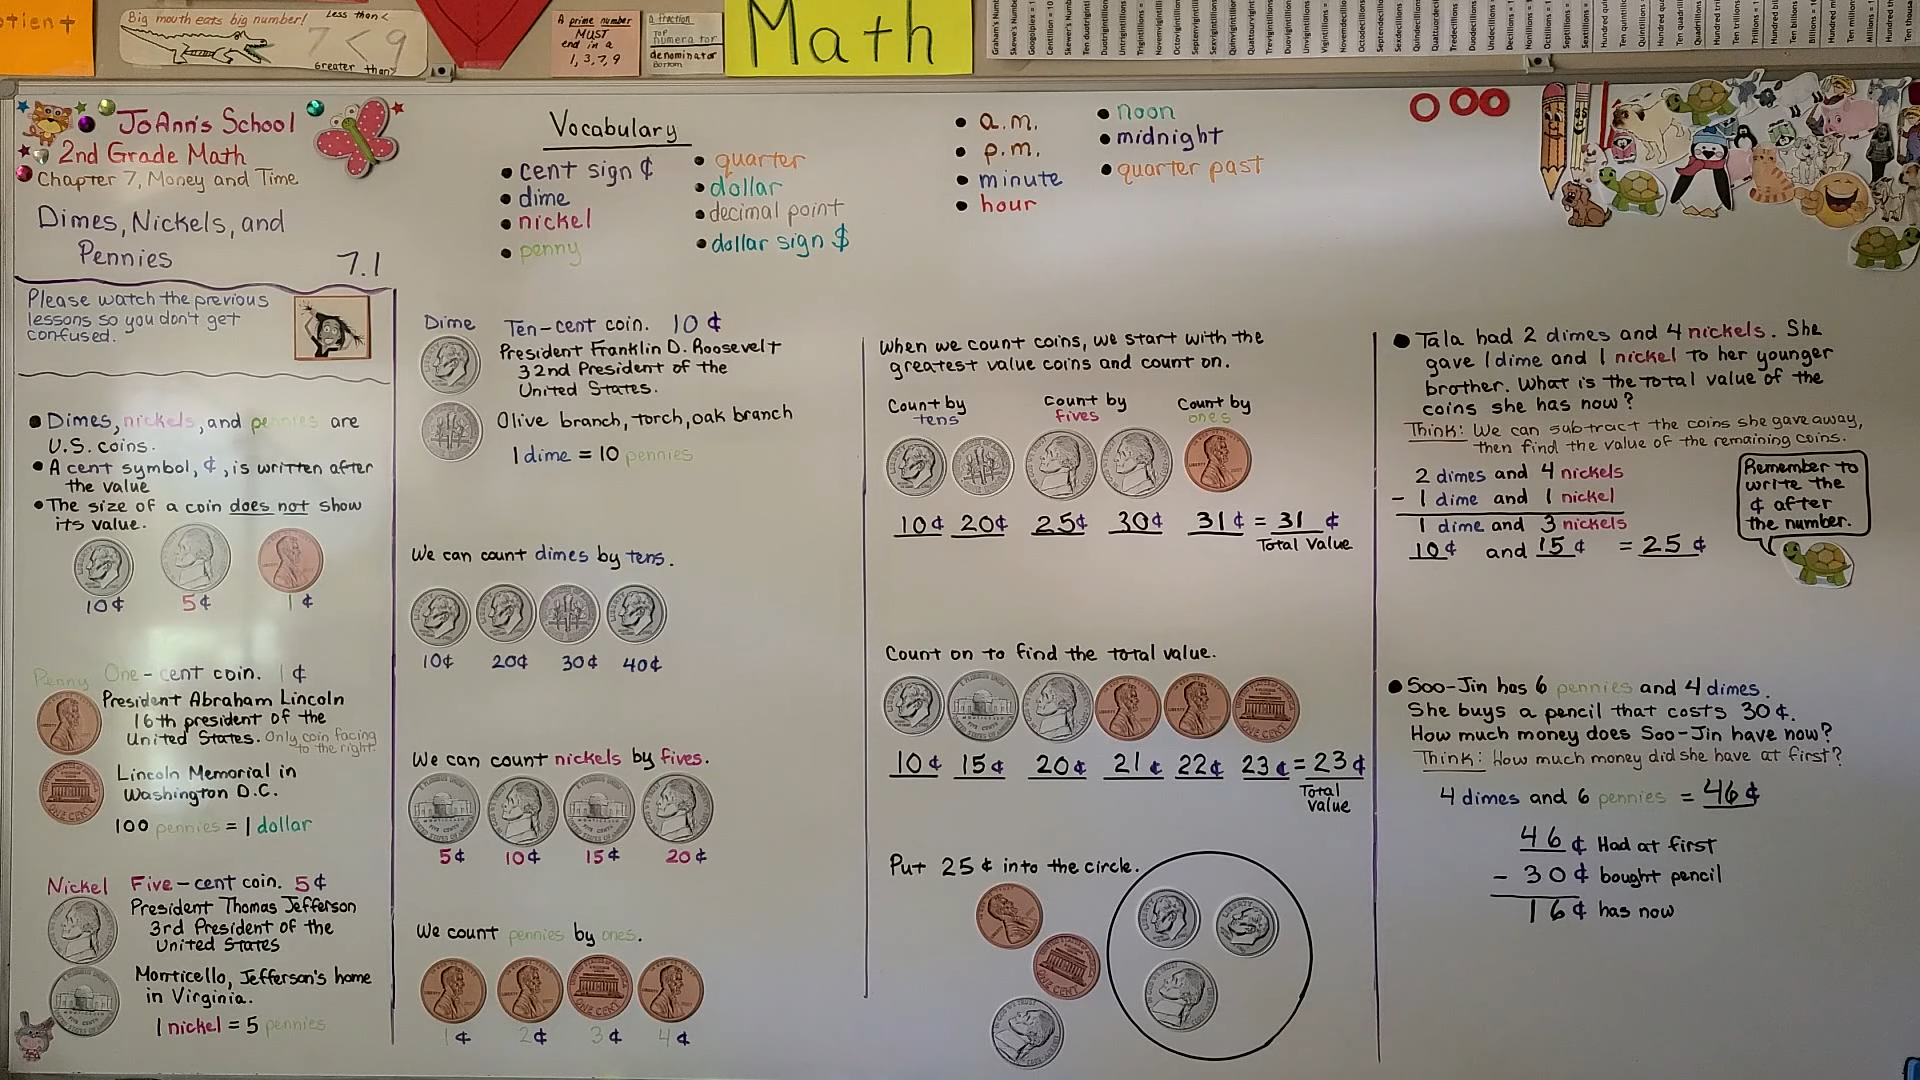 otient
Big mouth eats big number!
Less than <
7 < 9
Greater than >
A prime number
MUST
end in a
1, 3, 7, 9
a fraction
Top
numerator
denominator
Bottom
Math
JoAnn's School
2nd Grade Math
Chapter 7, Money and Time
Dimes, Nickels, and
Pennies 7.1
Please watch the previous
lessons so you don't get
confused.
• Dimes, nickels, and pennies are
U.S. coins.
• A cent symbol, ¢, is written after
the value
• The size of a coin does not show
its value.
10¢ 5¢ 1¢
Penny One-cent coin. 1¢
President Abraham Lincoln
16th president of the
United States. Only coin facing
to the right
Lincoln Memorial in
Washington D.C.
100 pennies = 1 dollar
Nickel Five-cent coin. 5¢
President Thomas Jefferson
3rd President of the
United States
Monticello, Jefferson's home
in Virginia.
1 nickel = 5 pennies
Vocabulary
• cent sign ¢
• dime
• nickel
• penny
• quarter
• dollar
• decimal point
• dollar sign $
• a.m.
• p.m.
• minute
• hour
• noon
• midnight
• quarter past
Dime Ten-cent coin. 10¢
President Franklin D. Roosevelt
32nd President of the
United States.
Olive branch, torch, oak branch
1 dime = 10 pennies
We can count dimes by tens.
10¢ 20¢ 30¢ 40¢
We can count nickels by fives.
5¢ 10¢ 15¢ 20¢
We count pennies by ones.
1¢ 2¢ 3¢ 4¢
When we count coins, we start with the
greatest value coins and count on.
Count by
tens
Count by
fives
Count by
ones
10¢ 20¢ 25¢ 30¢ 31¢ = 31¢
Total Value
Count on to find the total value.
10¢ 15¢ 20¢ 21¢ 22¢ 23¢ = 23¢
Total
Value
Put 25¢ into the circle.
• Tala had 2 dimes and 4 nickels. She
gave 1 dime and 1 nickel to her younger
brother. What is the total value of the
coins she has now?
Think: We can subtract the coins she gave away,
then find the value of the remaining coins.
2 dimes and 4 nickels
- 1 dime and 1 nickel
1 dime and 3 nickels
10¢ and 15¢ = 25¢
Remember to
write the
¢ after
the number.
• Soo-Jin has 6 pennies and 4 dimes.
She buys a pencil that costs 30¢.
How much money does Soo-Jin have now?
Think: How much money did she have at first?
4 dimes and 6 pennies = 46¢
46¢ Had at first
- 30¢ bought pencil
16¢ has now